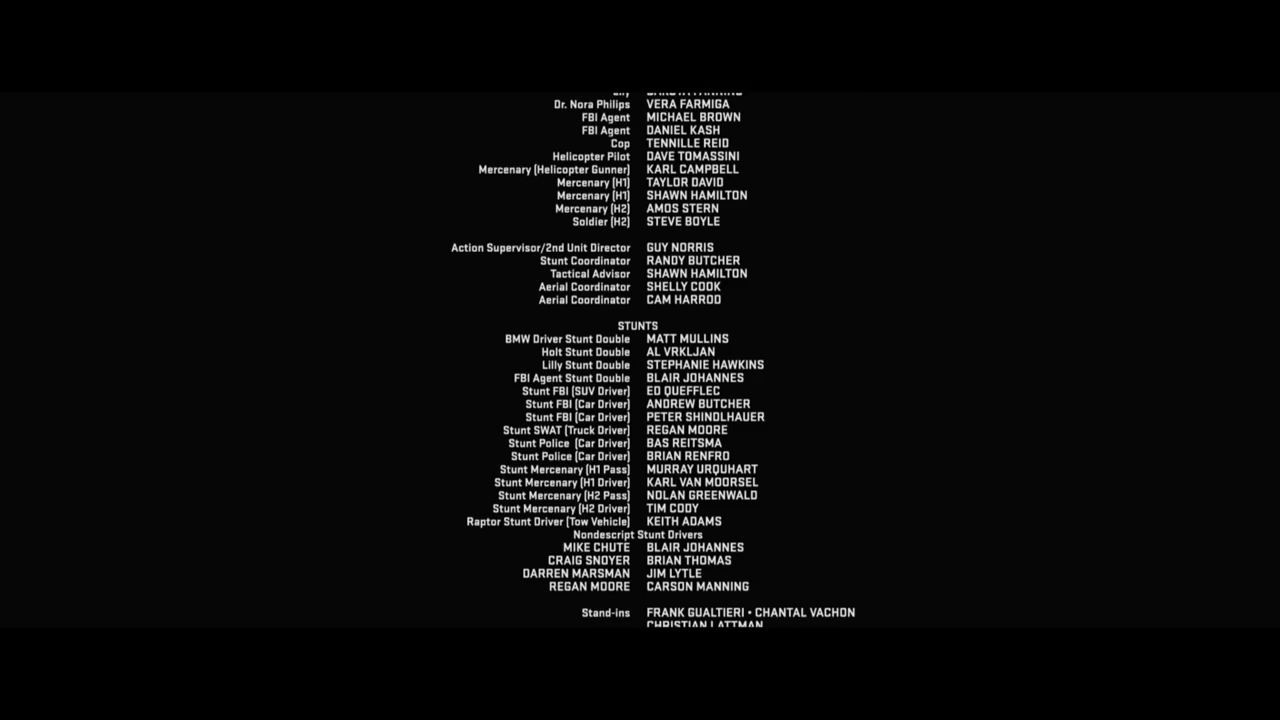 Dr. Nora Philips VERA FARMIGA
FBI Agent MICHAEL BROWN
FBI Agent DANIEL KASH
Cop TENNILLE REID
Helicopter Pilot DAVE TOMASSINI
Mercenary (Helicopter Gunner) KARL CAMPBELL
Mercenary (H1) TAYLOR DAVID
Mercenary (H1) SHAWN HAMILTON
Mercenary (H2) AMOS STERN
Soldier (H2) STEVE BOYLE
Action Supervisor/2nd Unit Director GUY NORRIS
Stunt Coordinator RANDY BUTCHER
Tactical Advisor SHAWN HAMILTON
Aerial Coordinator SHELLY COOK
Aerial Coordinator CAM HARROD
STUNTS
BMW Driver Stunt Double MATT MULLINS
Holt Stunt Double AL VRKLJAN
Lilly Stunt Double STEPHANIE HAWKINS
FBI Agent Stunt Double BLAIR JOHANNES
Stunt FBI (SUV Driver) ED QUEFFLEC
Stunt FBI (Car Driver) ANDREW BUTCHER
Stunt FBI (Car Driver) PETER SHINDLHAUER
Stunt SWAT (Truck Driver) REGAN MOORE
Stunt Police (Car Driver) BAS REITSMA
Stunt Police (Car Driver) BRIAN RENFRO
Stunt Mercenary (H1 Pass) MURRAY URQUHART
Stunt Mercenary (H1 Driver) KARL VAN MOORSEL
Stunt Mercenary (H2 Pass) NOLAN GREENWALD
Stunt Mercenary (H2 Driver) TIM CODY
Raptor Stunt Driver (Tow Vehicle) KEITH ADAMS
Nondescript Stunt Drivers
MIKE CHUTE BLAIR JOHANNES
CRAIG SNOYER BRIAN THOMAS
DARREN MARSMAN JIM LYTLE
REGAN MOORE CARSON MANNING
Stand-ins FRANK GUALTIERI • CHANTAL VACHON
CHRISTIAN LATTMAN